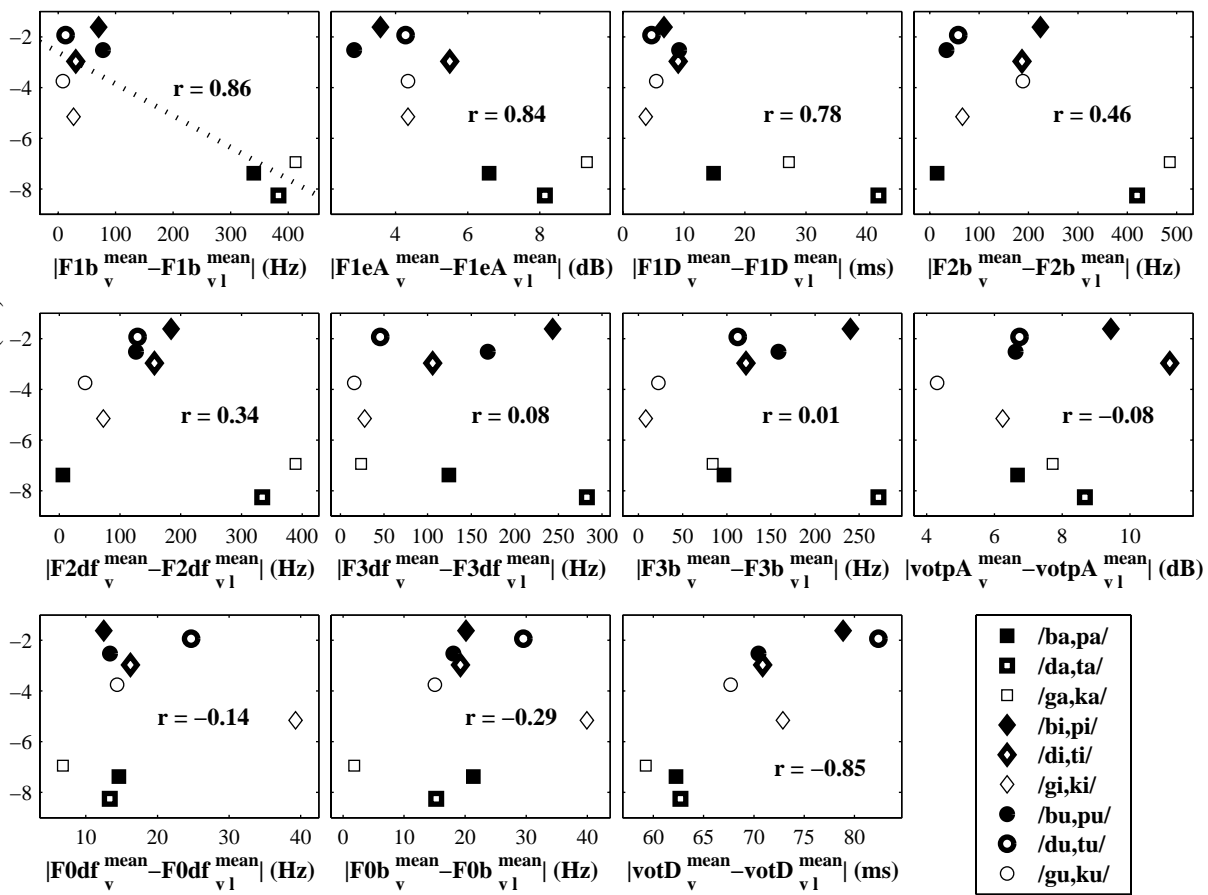 −2
−4
−6
−8
r = 0.86
r = 0.84
r = 0.78
r = 0.46
0 100 200 300 400
4 6 8
0 10 20 30 40
0 100 200 300 400 500
|F1b v mean−F1b v l mean| (Hz)
|F1eA v mean−F1eA v l mean| (dB)
|F1D v mean−F1D v l mean| (ms)
|F2b v mean−F2b v l mean| (Hz)
−2
−4
−6
−8
r = 0.34
r = 0.08
r = 0.01
r = −0.08
0 100 200 300 400
0 50 100 150 200 250 300
0 50 100 150 200 250
4 6 8 10
|F2df v mean−F2df v l mean| (Hz)
|F3df v mean−F3df v l mean| (Hz)
|F3b v mean−F3b v l mean| (Hz)
|votpA v mean−votpA v l mean| (dB)
−2
−4
−6
−8
r = −0.14
r = −0.29
r = −0.85
10 20 30 40
0 10 20 30 40
60 65 70 75 80
|F0df v mean−F0df v l mean| (Hz)
|F0b v mean−F0b v l mean| (Hz)
|votD v mean−votD v l mean| (ms)
/ba,pa/
/da,ta/
/ga,ka/
/bi,pi/
/di,ti/
/gi,ki/
/bu,pu/
/du,tu/
/gu,ku/